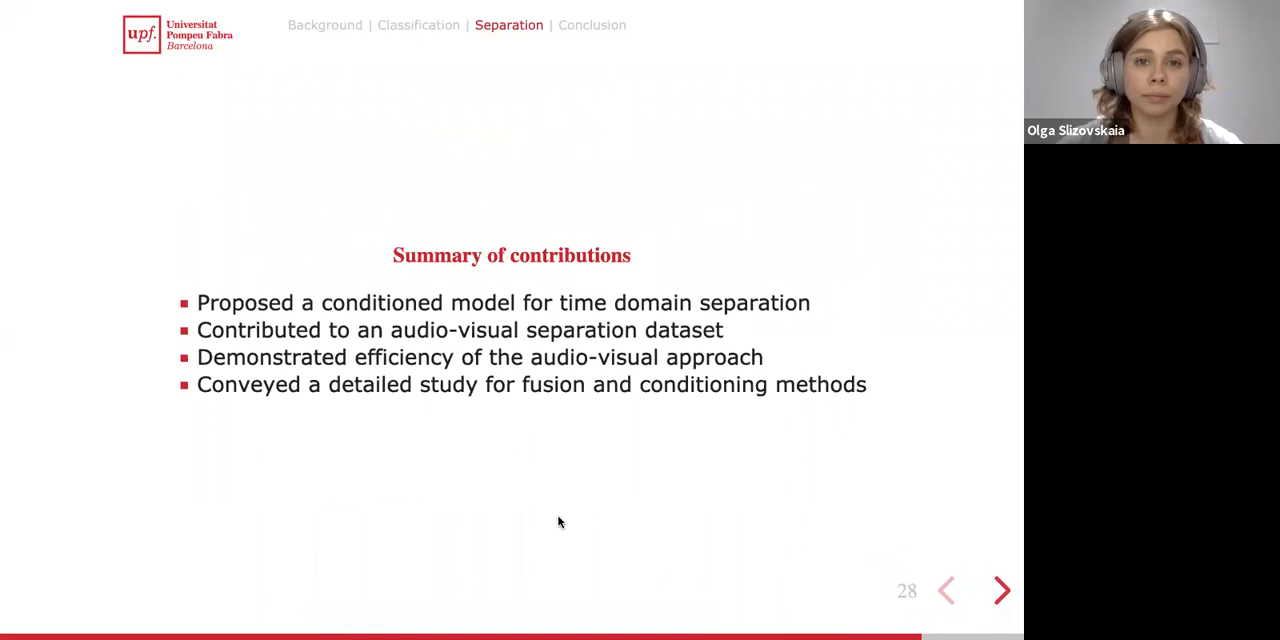 upf.
Universitat
Pompeu Fabra
Barcelona
Background | Classification | Separation | Conclusion
Olga Slizovskaia
Summary of contributions
Proposed a conditioned model for time domain separation
Contributed to an audio-visual separation dataset
Demonstrated efficiency of the audio-visual approach
Conveyed a detailed study for fusion and conditioning methods
28